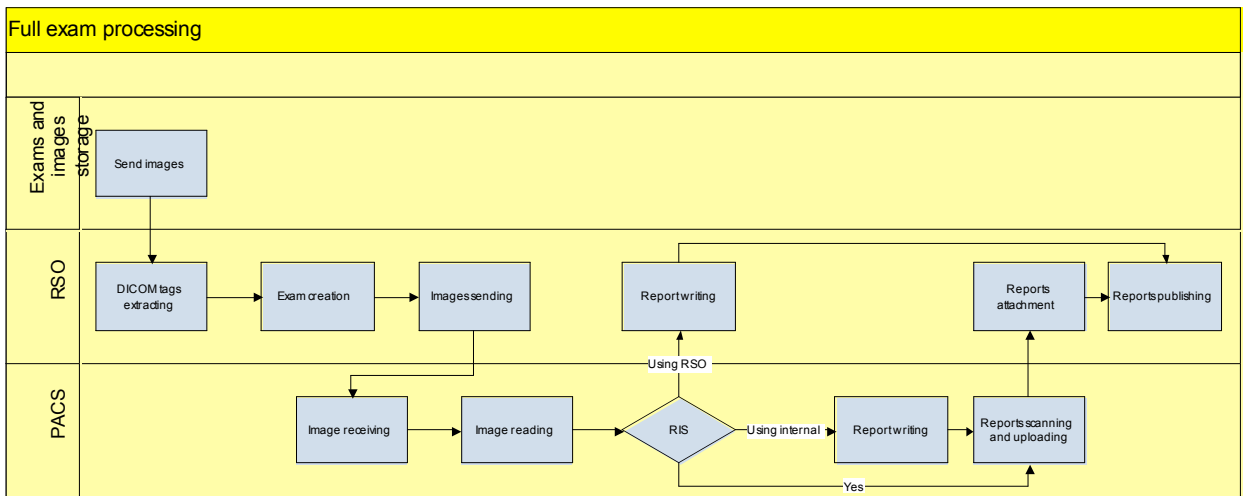 Full exam processing
Exams and
images
storage
Send images
RSO
DICOM tags
extracting
Exam creation
Images sending
Report writing
Reports
attachment
Reports publishing
Using RSO
PACS
Image receiving
Image reading
RIS
Using internal
Report writing
Reports scanning
and uploading
Yes